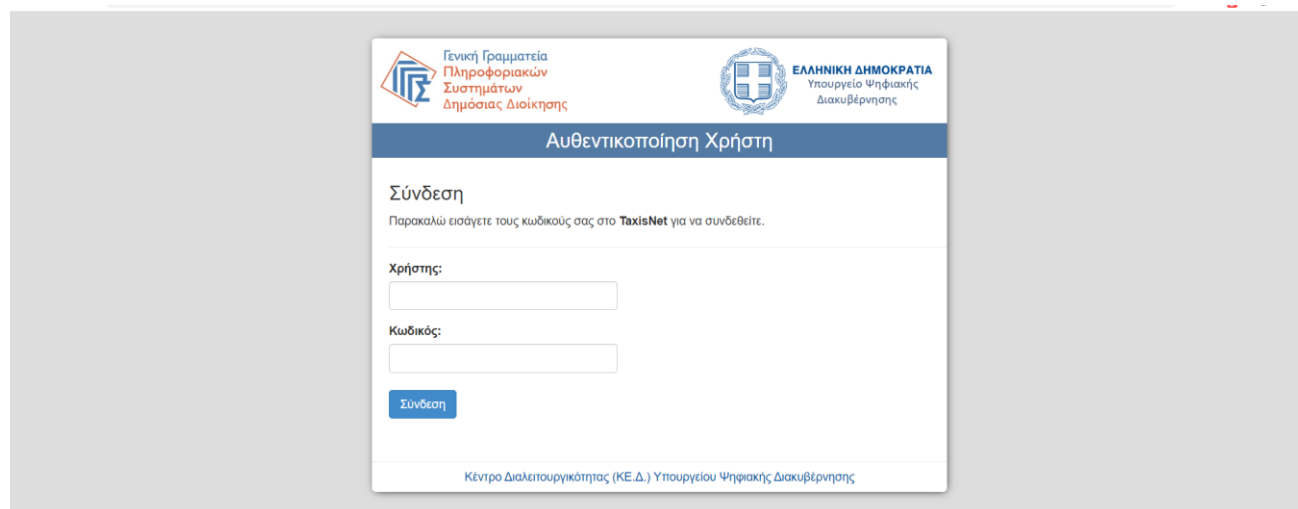 Γενική Γραμματεία
Πληροφοριακών
Συστημάτων
Δημόσιας Διοίκησης
ΕΛΛΗΝΙΚΗ ΔΗΜΟΚΡΑΤΙΑ
Υπουργείο Ψηφιακής
Διακυβέρνησης
Αυθεντικοποίηση Χρήστη
Σύνδεση
Παρακαλώ εισάγετε τους κωδικούς σας στο TaxisNet για να συνδεθείτε.
Χρήστης:
Κωδικός:
Σύνδεση
Κέντρο Διαλειτουργικότητας (ΚΕ.Δ.) Υπουργείου Ψηφιακής Διακυβέρνησης